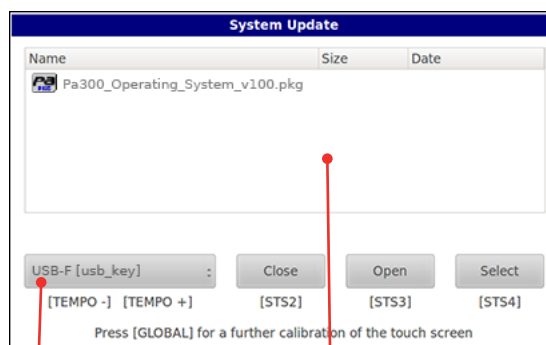 System Update
Name Size Date
Pa300_Operating_System_v100.pkg
USB-F [usb_key] : Close Open Select
[TEMPO -] [TEMPO +] [STS2] [STS3] [STS4]
Press [GLOBAL] for a further calibration of the touch screen